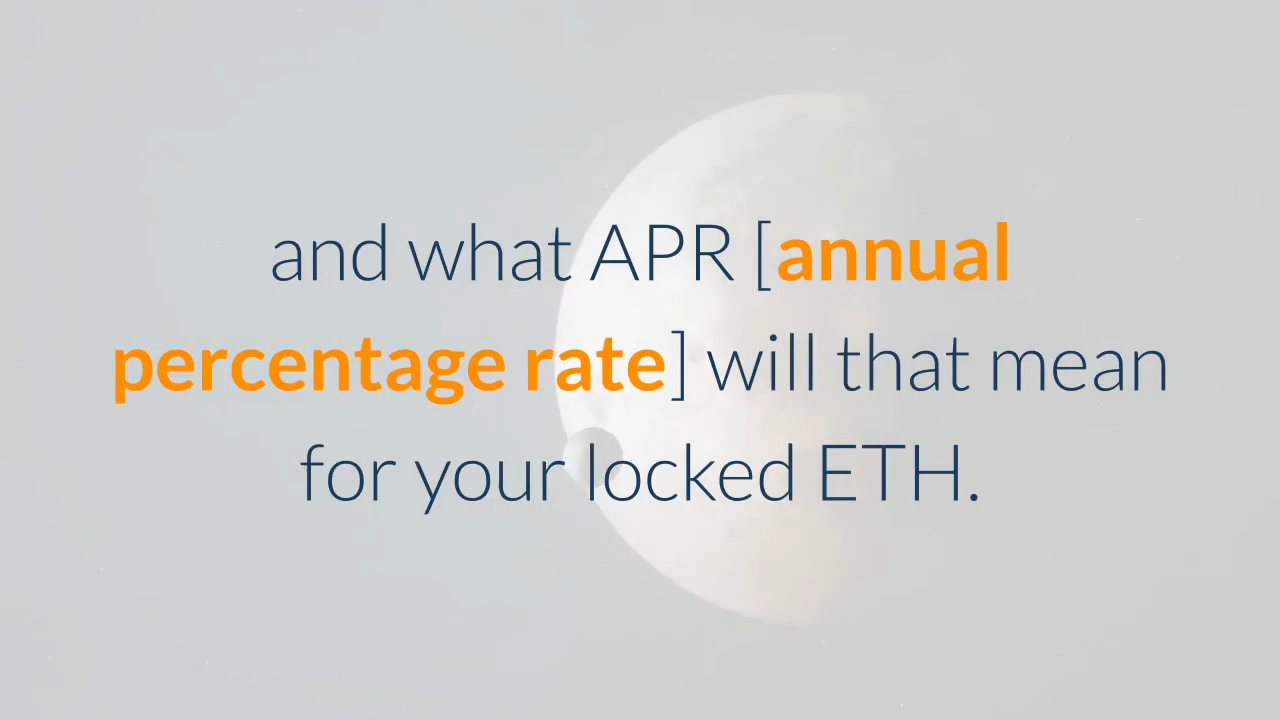 and what APR [annual
percentage rate] will that mean
for your locked ETH.